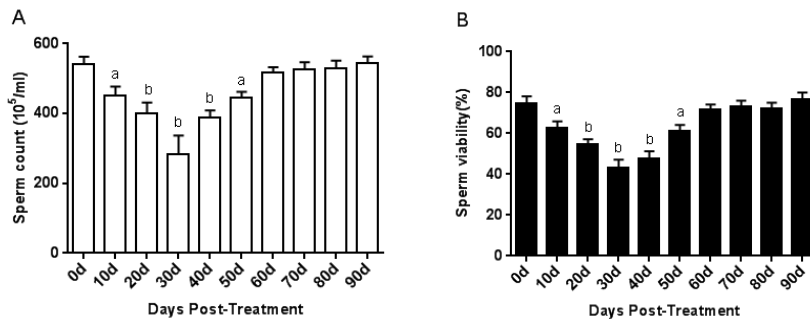 A
Sperm count (10⁵/ml)
600
400
200
0
a
b
b
b
a
0d 10d 20d 30d 40d 50d 60d 70d 80d 90d
Days Post-Treatment
B
Sperm viability(%)
100
80
60
40
20
0
a
b
b
b
a
0d 10d 20d 30d 40d 50d 60d 70d 80d 90d
Days Post-Treatment